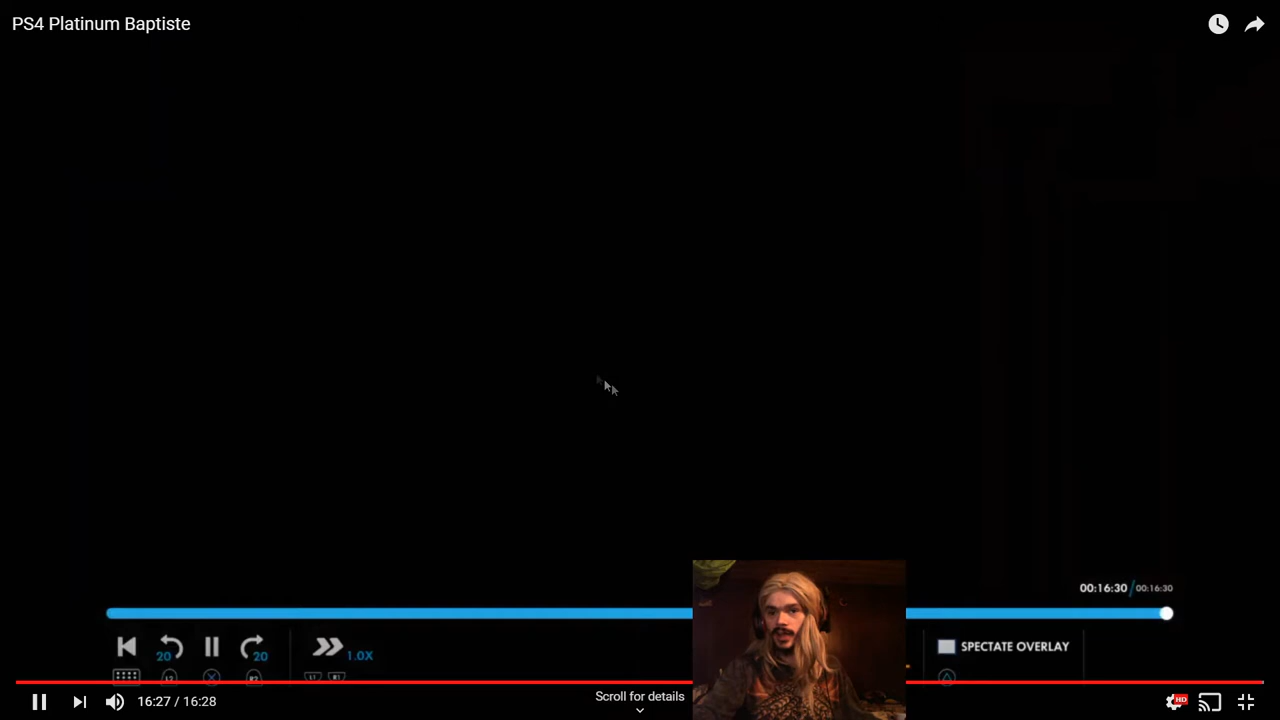 PS4 Platinum Baptiste
00:16:30/00:16:30
20
20
1.0X
SPECTATE OVERLAY
Scroll for details
16:27 / 16:28
HD